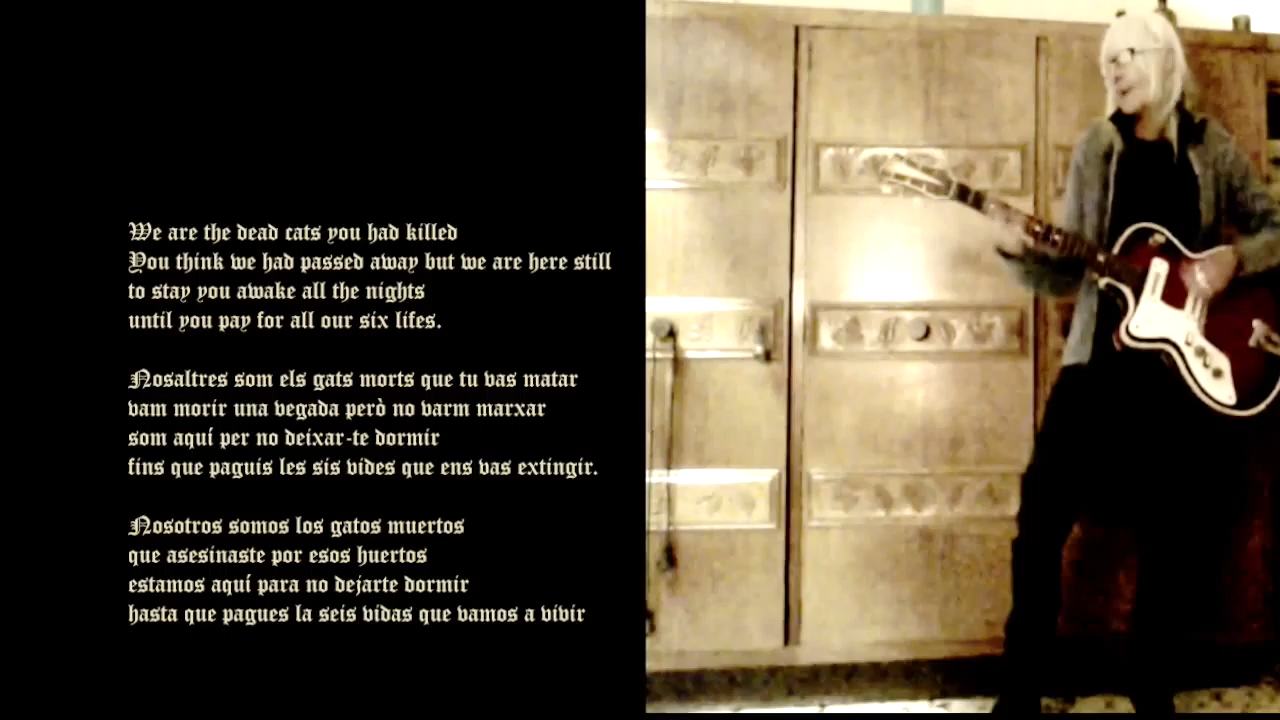 We are the dead cats you had killed
You think we had passed away but we are here still
to stay you awake all the nights
until you pay for all our six lifes.
Nosaltres som els gats morts que tu vas matar
vam morir una vegada però no varm marxar
som aquí per no deixar-te dormir
fins que paguis les sis vides que ens vas extingir.
Nosotros somos los gatos muertos
que asesinaste por esos huertos
estamos aquí para no dejarte dormir
hasta que pagues la seis vidas que vamos a vivir